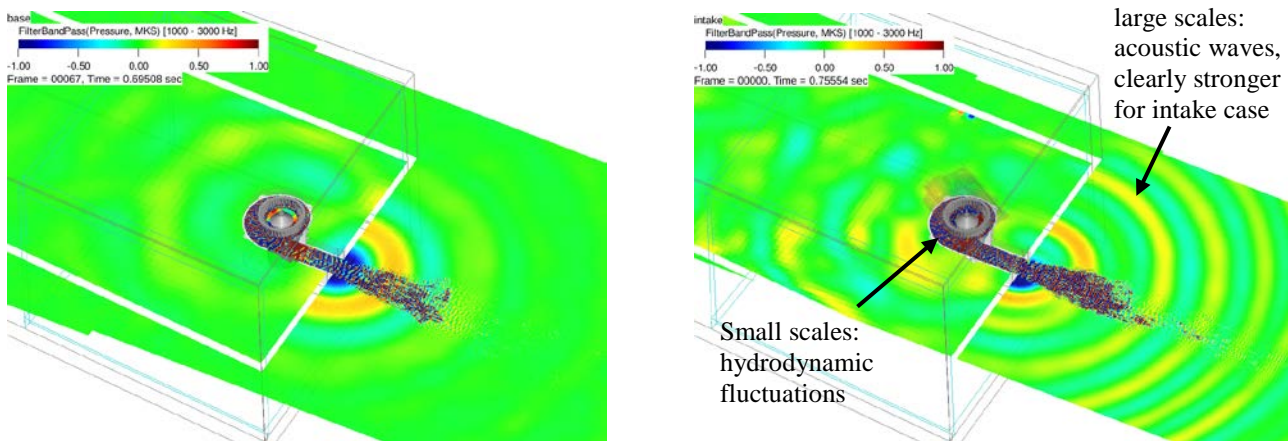 base
FilterBandPass(Pressure, MKS) [1000 - 3000 Hz]
-1.00 -0.50 0.00 0.50 1.00
Frame = 00067, Time = 0.69508 sec
intake
FilterBandPass(Pressure, MKS) [1000 - 3000 Hz]
-1.00 -0.50 0.00 0.50 1.00
Frame = 00000, Time = 0.75554 sec
large scales:
acoustic waves,
clearly stronger
for intake case
Small scales:
hydrodynamic
fluctuations